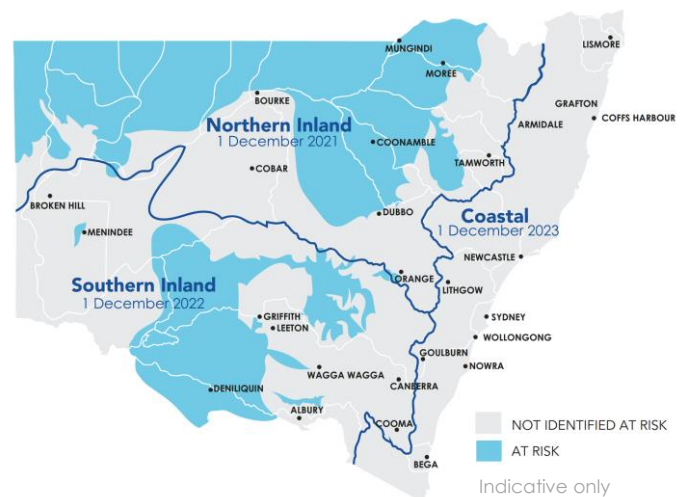 MUNGINDI
LISMORE
MOREE
BOURKE
GRAFTON
COFFS HARBOUR
Northern Inland
1 December 2021
ARMIDALE
COONAMBLE
TAMWORTH
COBAR
BROKEN HILL
DUBBO
Coastal
1 December 2023
MENINDEE
NEWCASTLE
LORANGE
LITHGOW
Southern Inland
1 December 2022
GRIFFITH
LEETON
SYDNEY
WOLLONGONG
GOULBURN
NOWRA
WAGGA WAGGA
CANBERRA
DENILIQUIN
ALBURY
COOMA
BEGA
NOT IDENTIFIED AT RISK
AT RISK
Indicative only